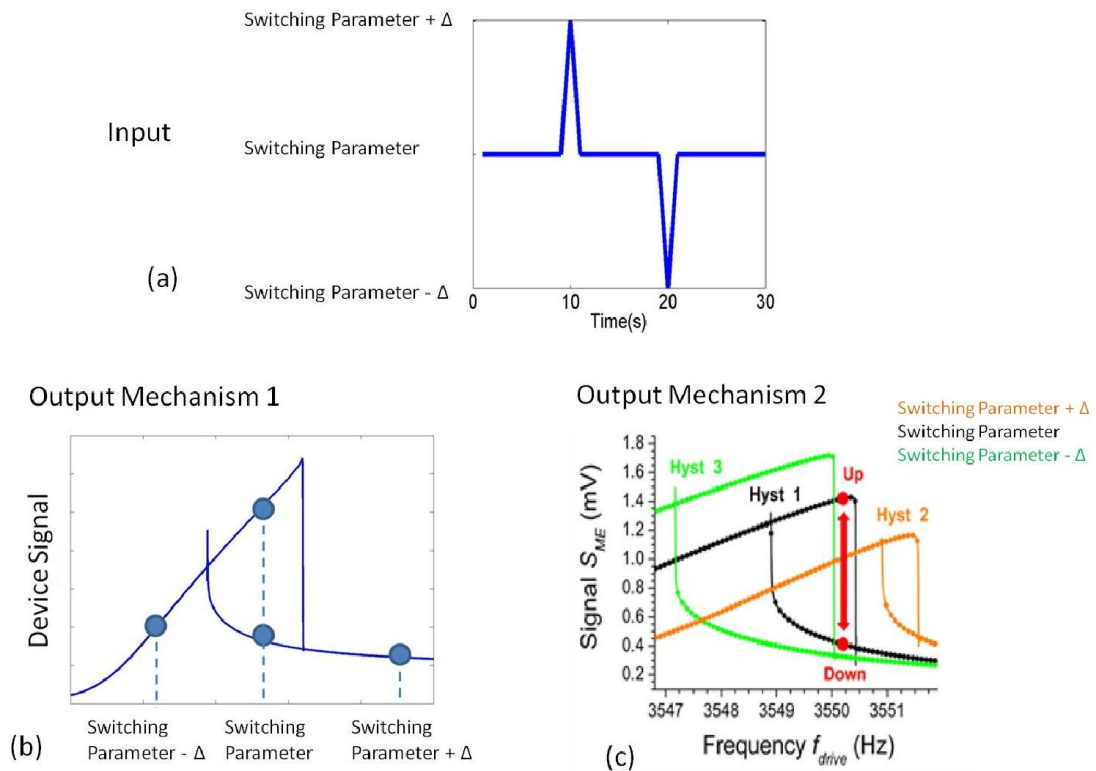 Switching Parameter + Δ
Input
Switching Parameter
(a)
Switching Parameter - Δ
0
10
20
30
Time(s)
Output Mechanism 1
Device Signal
Switching
Parameter - Δ
Switching
Parameter
Switching
Parameter + Δ
(b)
Output Mechanism 2
Switching Parameter + Δ
Switching Parameter
Switching Parameter - Δ
Signal S_ME (mV)
1.8
1.6
1.4
1.2
1.0
0.8
0.6
0.4
0.2
Hyst 3
Hyst 1
Up
Hyst 2
Down
3547
3548
3549
3550
3551
Frequency f_drive (Hz)
(c)